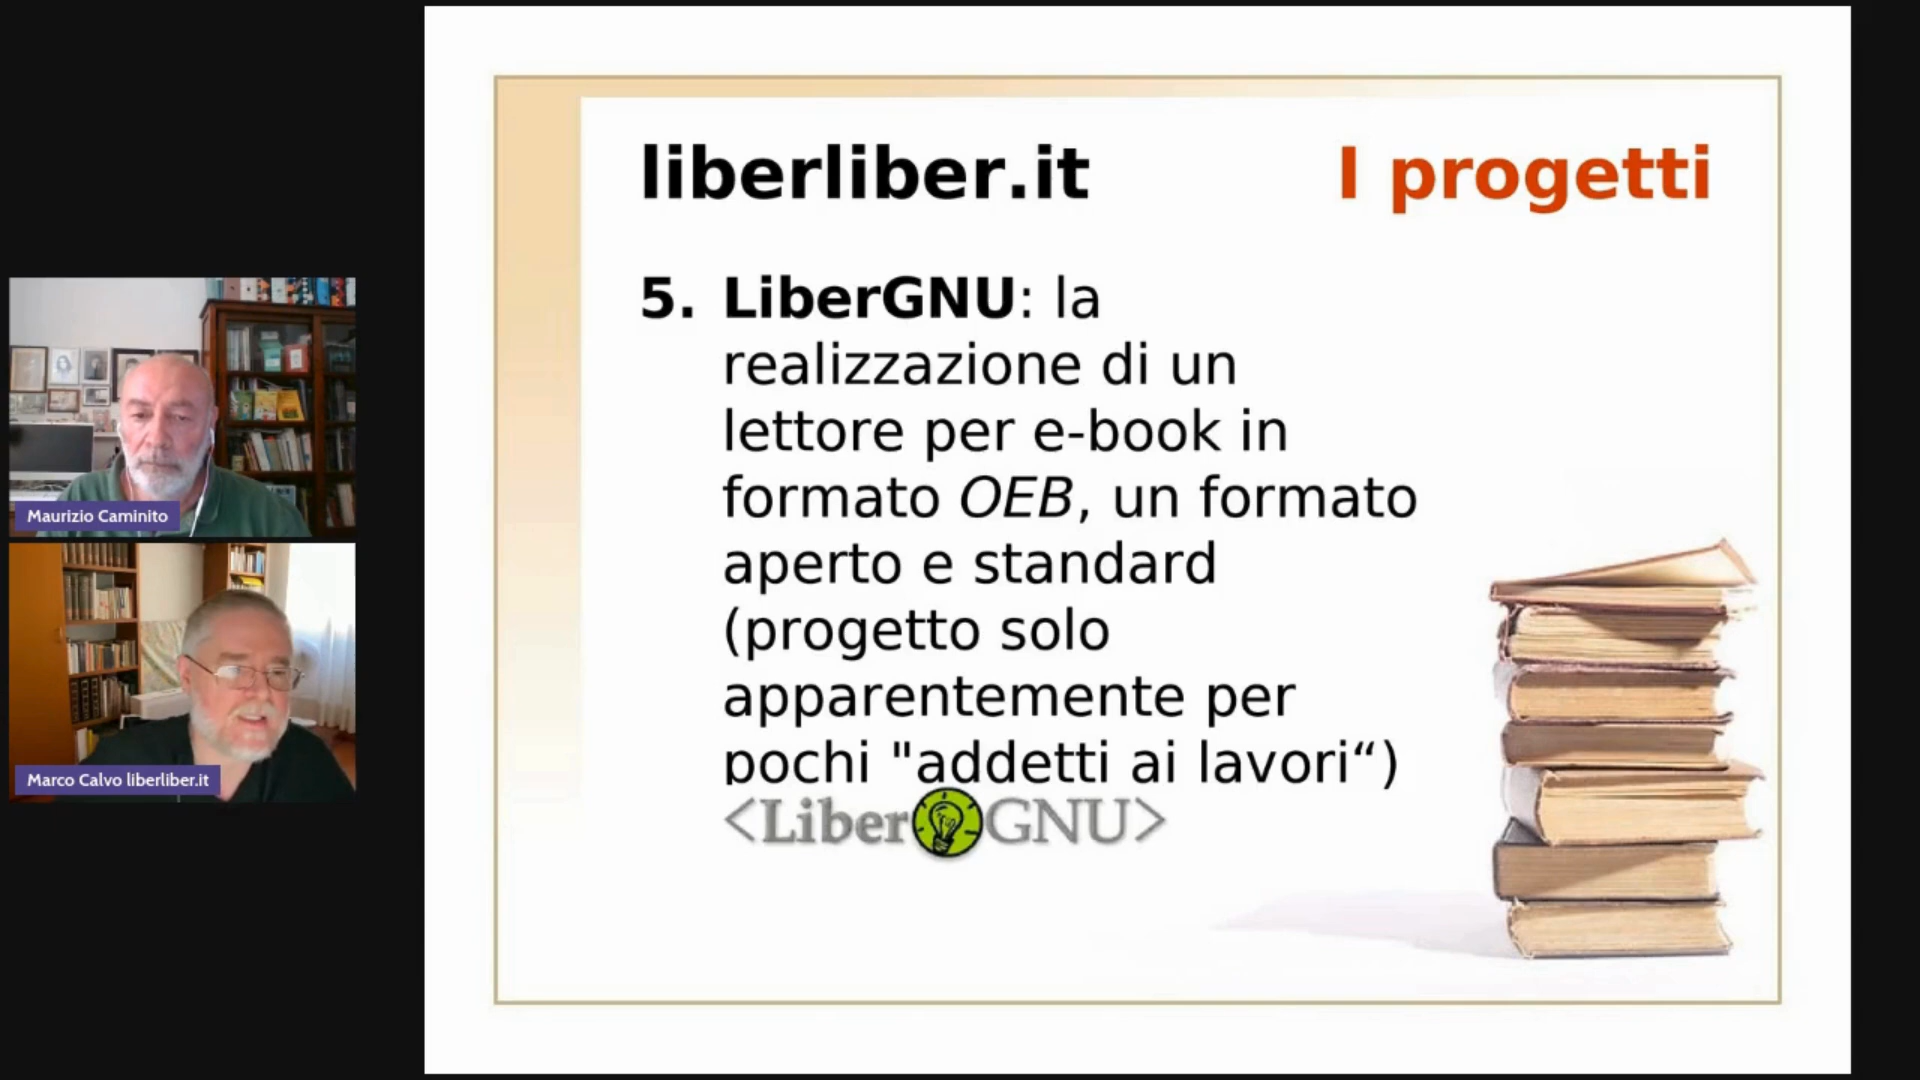 liberliber.it
I progetti
5. LiberGNU: la
realizzazione di un
lettore per e-book in
formato OEB, un formato
aperto e standard
(progetto solo
apparentemente per
pochi "addetti ai lavori“)
<Liber GNU>
Maurizio Caminito
Marco Calvo liberliber.it